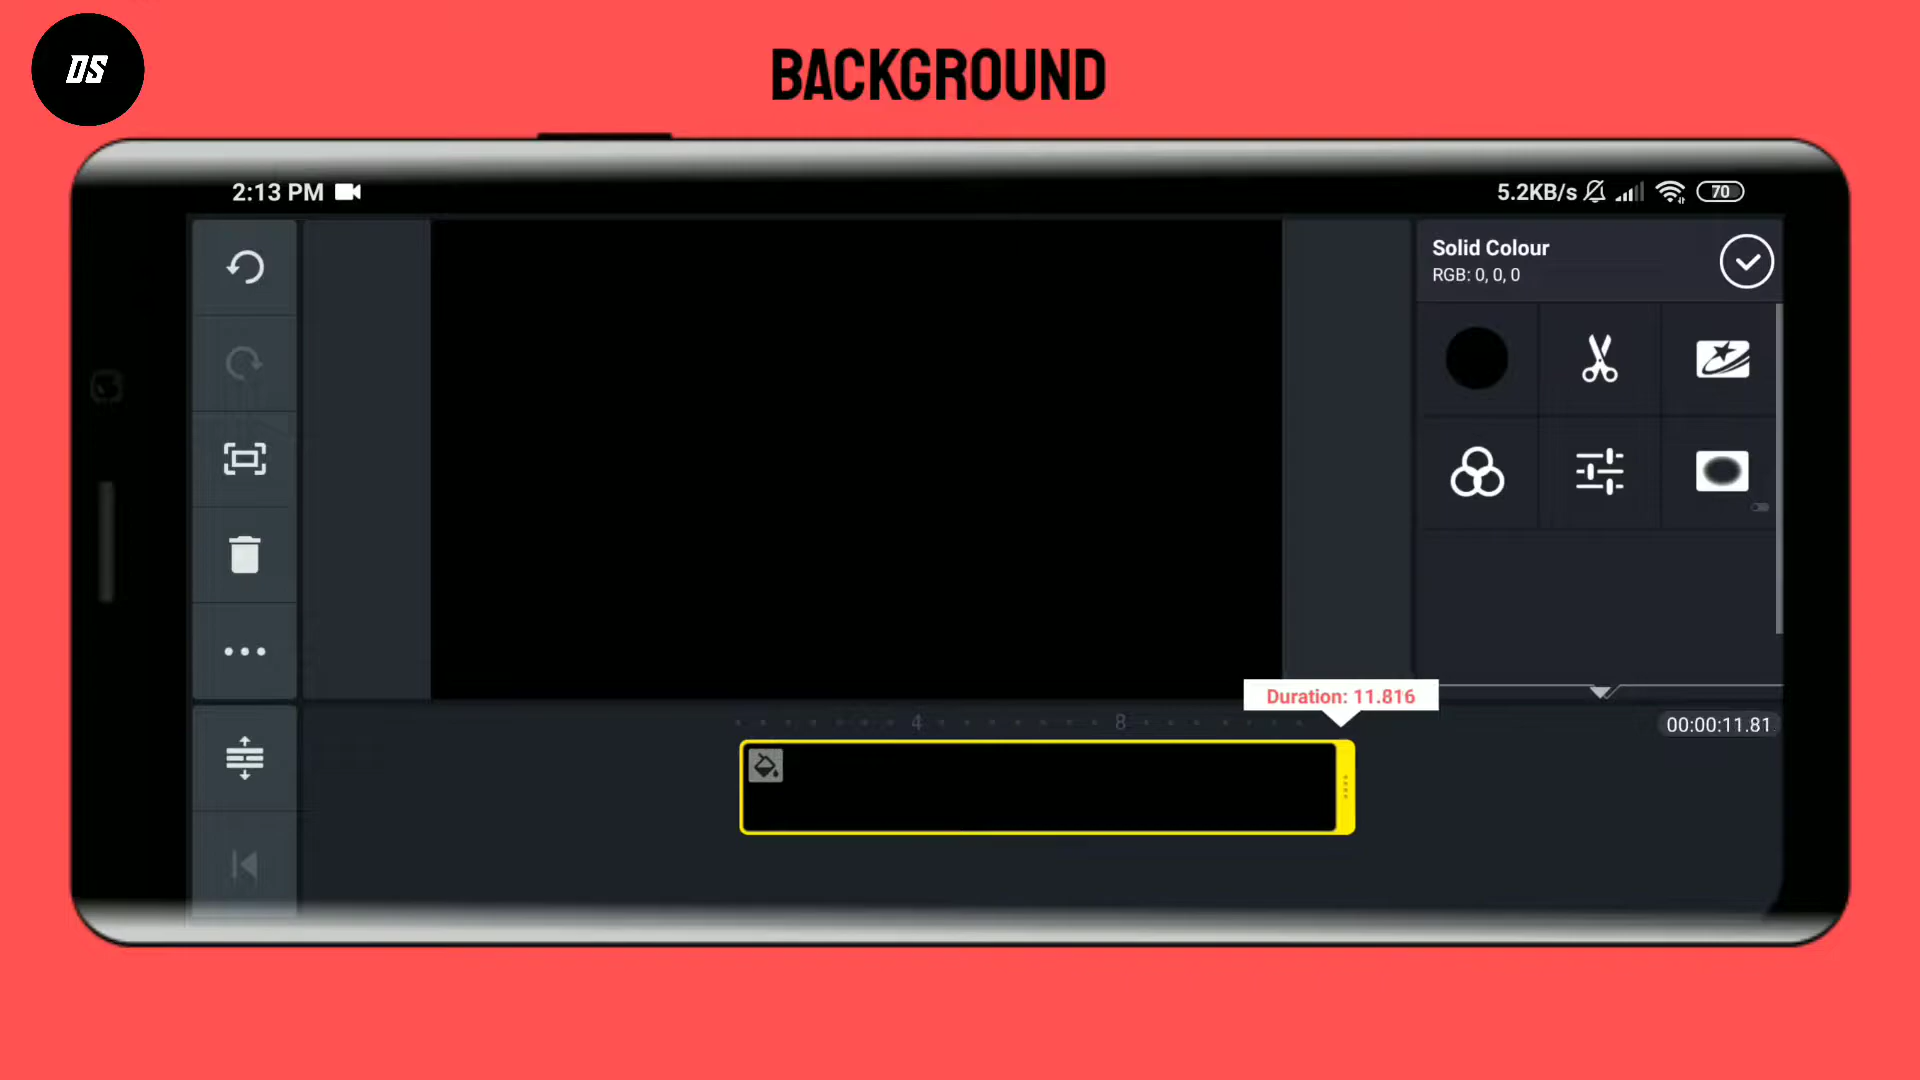 DS
BACKGROUND
2:13 PM
5.2KB/s
70
Solid Colour
RGB: 0, 0, 0
Duration: 11.816
4
8
00:00:11.81